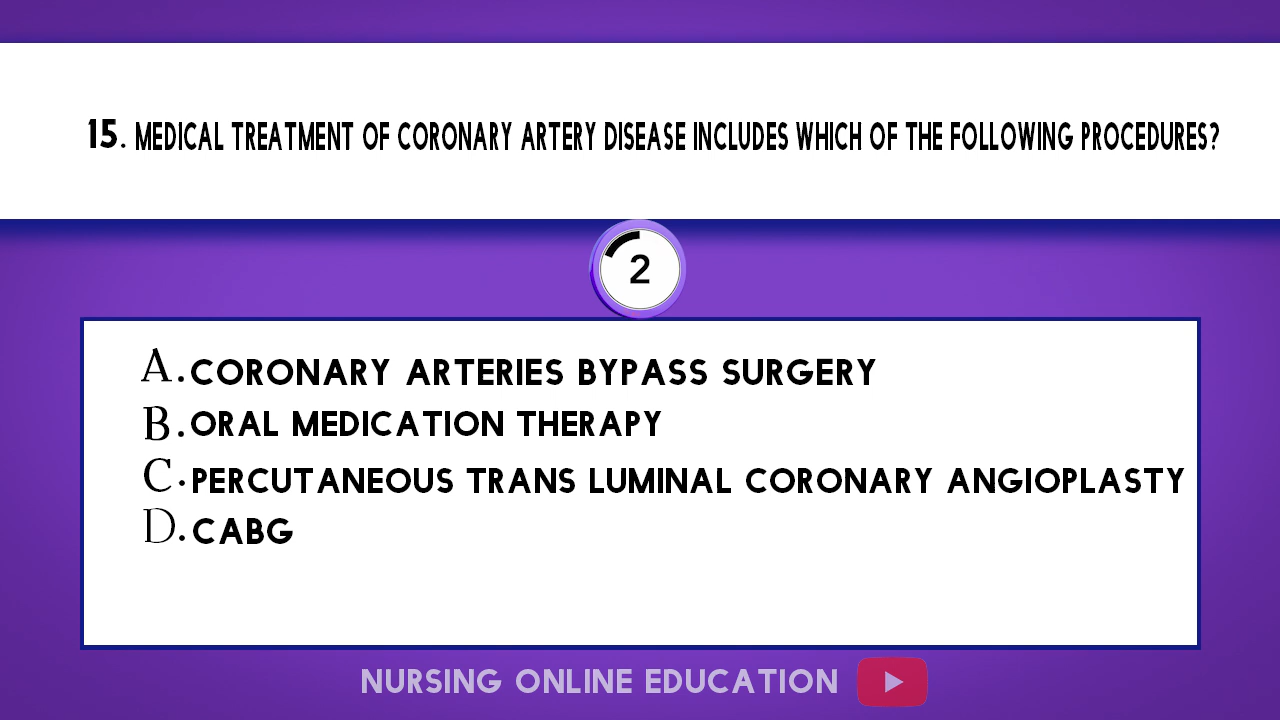 15. MEDICAL TREATMENT OF CORONARY ARTERY DISEASE INCLUDES WHICH OF THE FOLLOWING PROCEDURES?
2
A. CORONARY ARTERIES BYPASS SURGERY
B. ORAL MEDICATION THERAPY
C. PERCUTANEOUS TRANS LUMINAL CORONARY ANGIOPLASTY
D. CABG
NURSING ONLINE EDUCATION